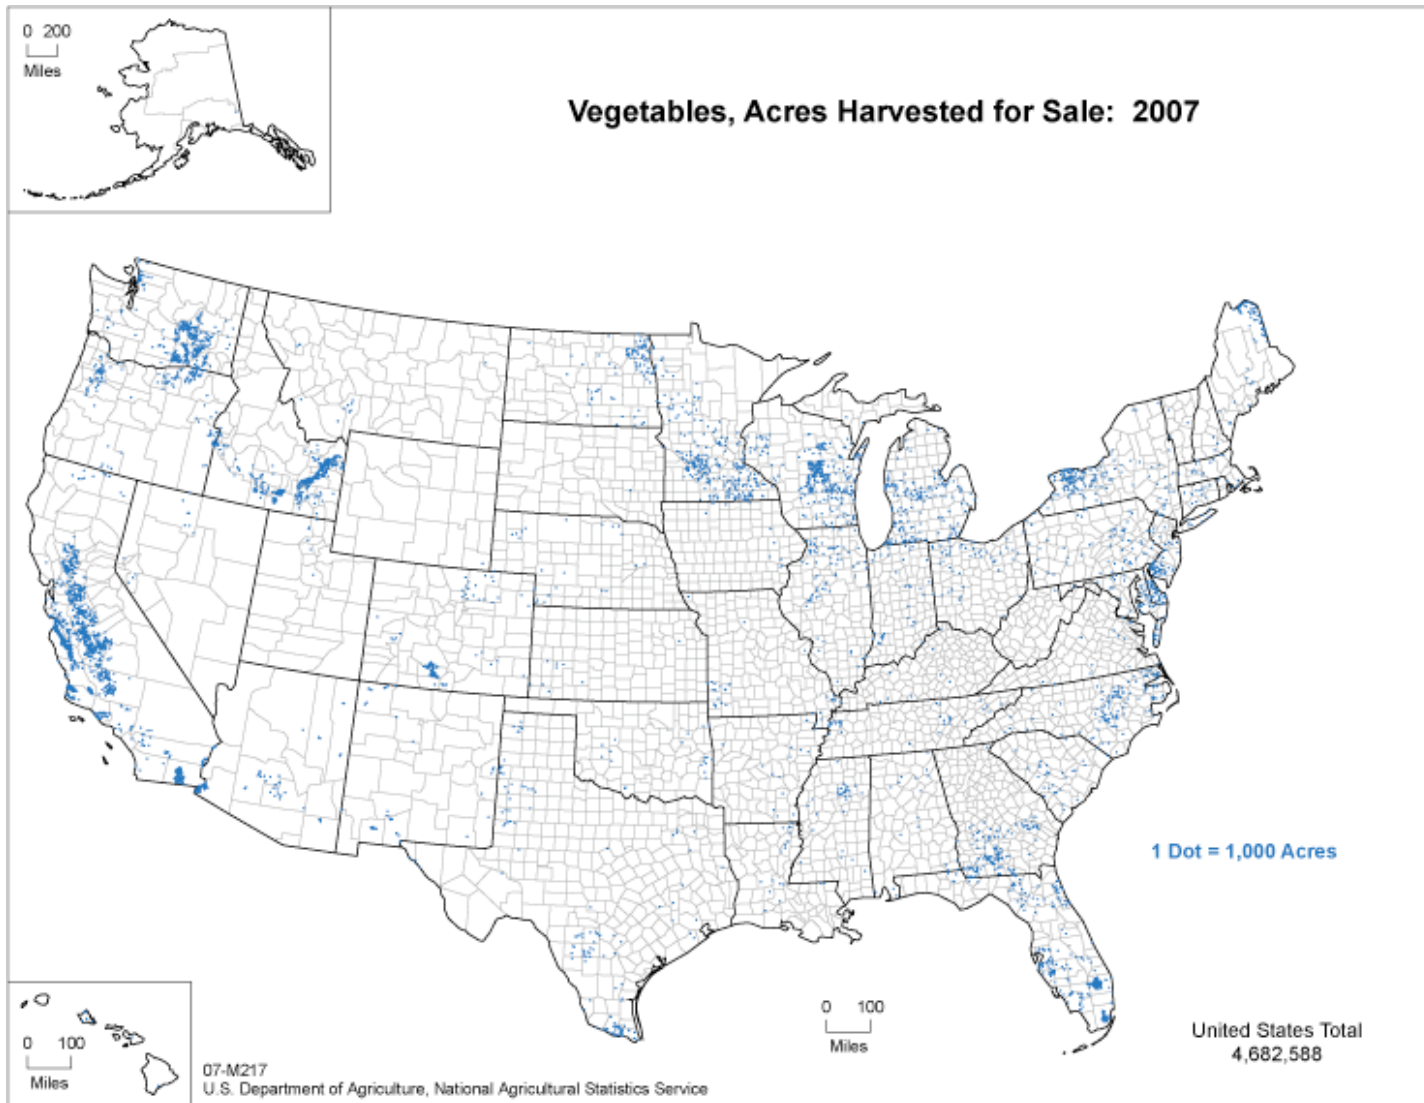 0 200
Miles
Vegetables, Acres Harvested for Sale: 2007
1 Dot = 1,000 Acres
0 100
Miles
United States Total
4,682,588
0 100
Miles
07-M217
U.S. Department of Agriculture, National Agricultural Statistics Service